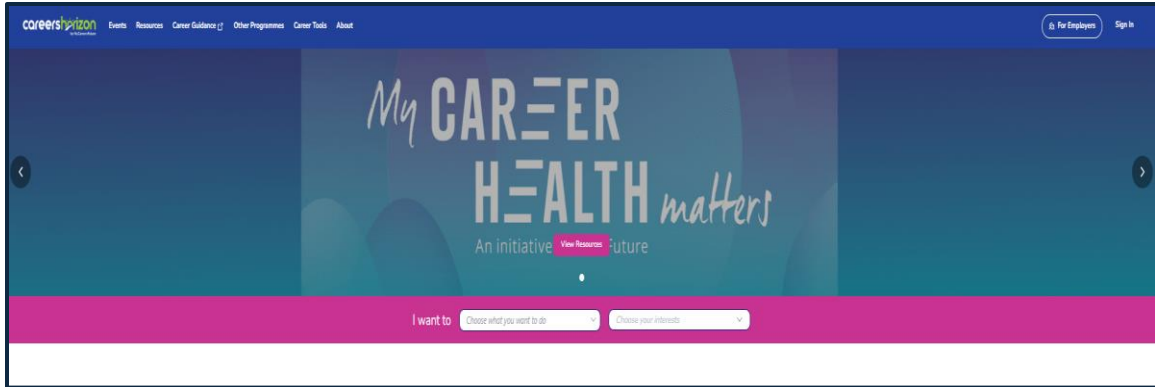 careershorizon
Events Resources Career Guidance Other Programmes Career Tools About
For Employers Sign In
My CAREER
HEALTH matters
An initiative
View Resources
Future
I want to
Choose what you want to do
Choose your interests